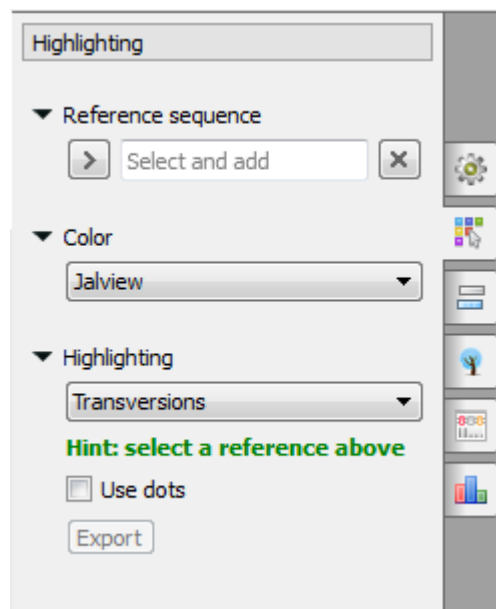 Highlighting
Reference sequence
Select and add
Color
Jalview
Highlighting
Transversions
Hint: select a reference above
Use dots
Export